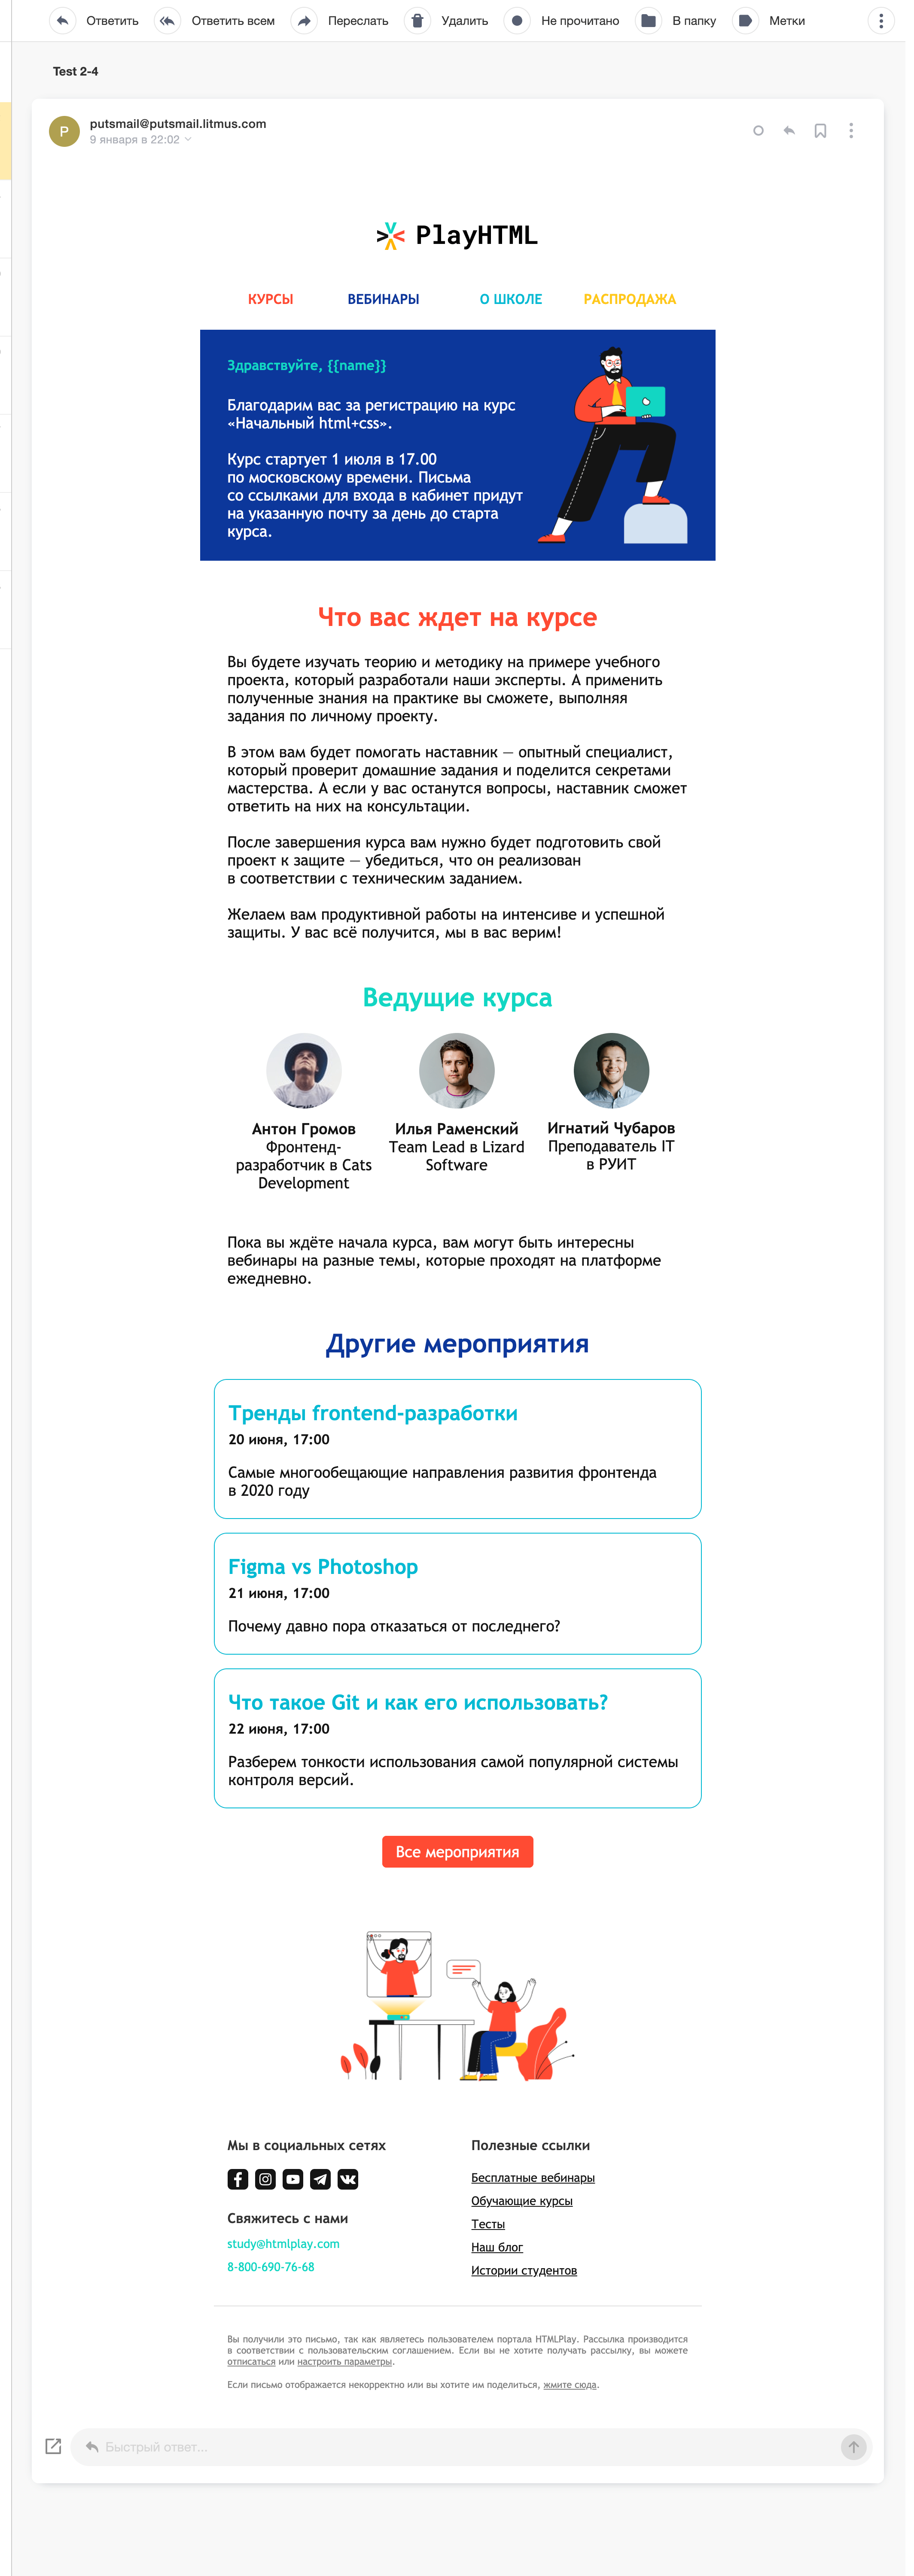 Ответить Ответить всем Переслать Удалить Не прочитано В папку Метки
Test 2-4
P
putsmail@putsmail.litmus.com
9 января в 22:02
PlayHTML
КУРСЫ ВЕБИНАРЫ О ШКОЛЕ РАСПРОДАЖА
Здравствуйте, {{name}}
Благодарим вас за регистрацию на курс
«Начальный html+css».
Курс стартует 1 июля в 17.00
по московскому времени. Письма
со ссылками для входа в кабинет придут
на указанную почту за день до старта
курса.
Что вас ждет на курсе
Вы будете изучать теорию и методику на примере учебного
проекта, который разработали наши эксперты. А применить
полученные знания на практике вы сможете, выполняя
задания по личному проекту.
В этом вам будет помогать наставник — опытный специалист,
который проверит домашние задания и поделится секретами
мастерства. А если у вас останутся вопросы, наставник сможет
ответить на них на консультации.
После завершения курса вам нужно будет подготовить свой
проект к защите — убедиться, что он реализован
в соответствии с техническим заданием.
Желаем вам продуктивной работы на интенсиве и успешной
защиты. У вас всё получится, мы в вас верим!
Ведущие курса
Антон Громов
Фронтенд-
разработчик в Cats
Development
Илья Раменский
Team Lead в Lizard
Software
Игнатий Чубаров
Преподаватель IT
в РУИТ
Пока вы ждёте начала курса, вам могут быть интересны
вебинары на разные темы, которые проходят на платформе
ежедневно.
Другие мероприятия
Тренды frontend-разработки
20 июня, 17:00
Самые многообещающие направления развития фронтенда
в 2020 году
Figma vs Photoshop
21 июня, 17:00
Почему давно пора отказаться от последнего?
Что такое Git и как его использовать?
22 июня, 17:00
Разберем тонкости использования самой популярной системы
контроля версий.
Все мероприятия
Мы в социальных сетях
Свяжитесь с нами
study@htmlplay.com
8-800-690-76-68
Полезные ссылки
Бесплатные вебинары
Обучающие курсы
Тесты
Наш блог
Истории студентов
Вы получили это письмо, так как являетесь пользователем портала HTMLPlay. Рассылка производится
в соответствии с пользовательским соглашением. Если вы не хотите получать рассылку, вы можете
отписаться или настроить параметры.
Если письмо отображается некорректно или вы хотите им поделиться, жмите сюда.
Быстрый ответ...